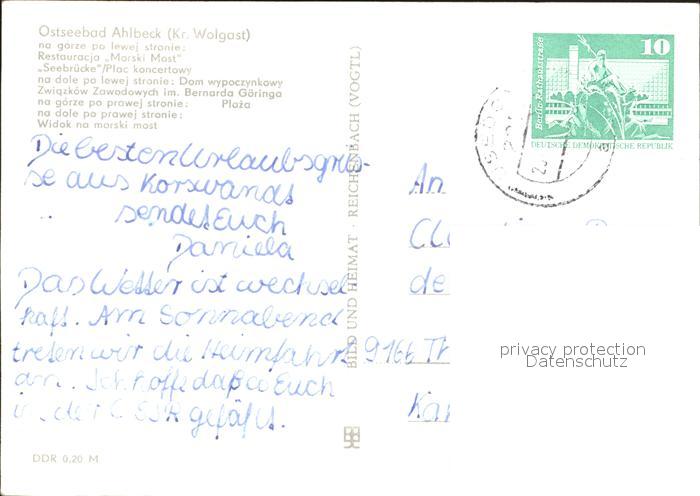 Ostseebad Ahlbeck (Kr. Wolgast)
na górze po lewej stronie:
Restauracja „Morski Most"
„Seebrücke"/Plac koncertowy
na dole po lewej stronie: Dom wypoczynkowy
Związków Zawodowych im. Bernarda Göringa
na górze po prawej stronie: Plaża
na dole po prawej stronie:
Widok na morski most
Die besten Urlaubsgrü-
se aus Korswandt
sendet Euch
Daniela
Das Wetter ist wechsel
haft. Am Sonnabend
treten wir die Heimfahrt
an. Ich hoffe daß es Euch
in der ČSSR gefällt.
DDR 0,20 M
BILD UND HEIMAT · REICHENBACH (VOGTL)
10
Berlin-Rathausstraße
DEUTSCHE DEMOKRATISCHE REPUBLIK
An
de
9166 Th
privacy protection
Datenschutz